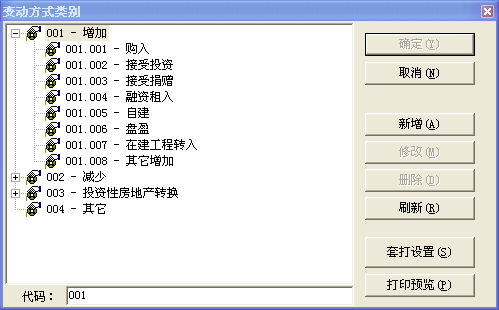 变动方式类别
001 - 增加
001.001 - 购入
001.002 - 接受投资
001.003 - 接受捐赠
001.004 - 融资租入
001.005 - 自建
001.006 - 盘盈
001.007 - 在建工程转入
001.008 - 其它增加
002 - 减少
003 - 投资性房地产转换
004 - 其它
代码： 001
确定(Y)
取消(N)
新增(A)
修改(M)
删除(D)
刷新(R)
套打设置(S)
打印预览(P)